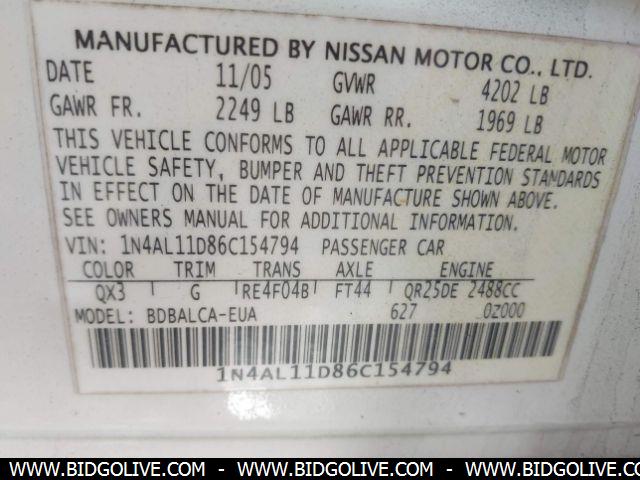 MANUFACTURED BY NISSAN MOTOR CO., LTD.
DATE 11/05 GVWR 4202 LB
GAWR FR. 2249 LB GAWR RR. 1969 LB
THIS VEHICLE CONFORMS TO ALL APPLICABLE FEDERAL MOTOR
VEHICLE SAFETY, BUMPER AND THEFT PREVENTION STANDARDS
IN EFFECT ON THE DATE OF MANUFACTURE SHOWN ABOVE.
SEE OWNERS MANUAL FOR ADDITIONAL INFORMATION.
VIN: 1N4AL11D86C154794 PASSENGER CAR
COLOR TRIM TRANS AXLE ENGINE
QX3 G RE4F04B FT44 QR25DE 2488CC
MODEL: BDBALCA-EUA 627 0Z000
1N4AL11D86C154794
WWW.BIDGOLIVE.COM - WWW.BIDGOLIVE.COM - WWW.BIDGOLIVE.COM